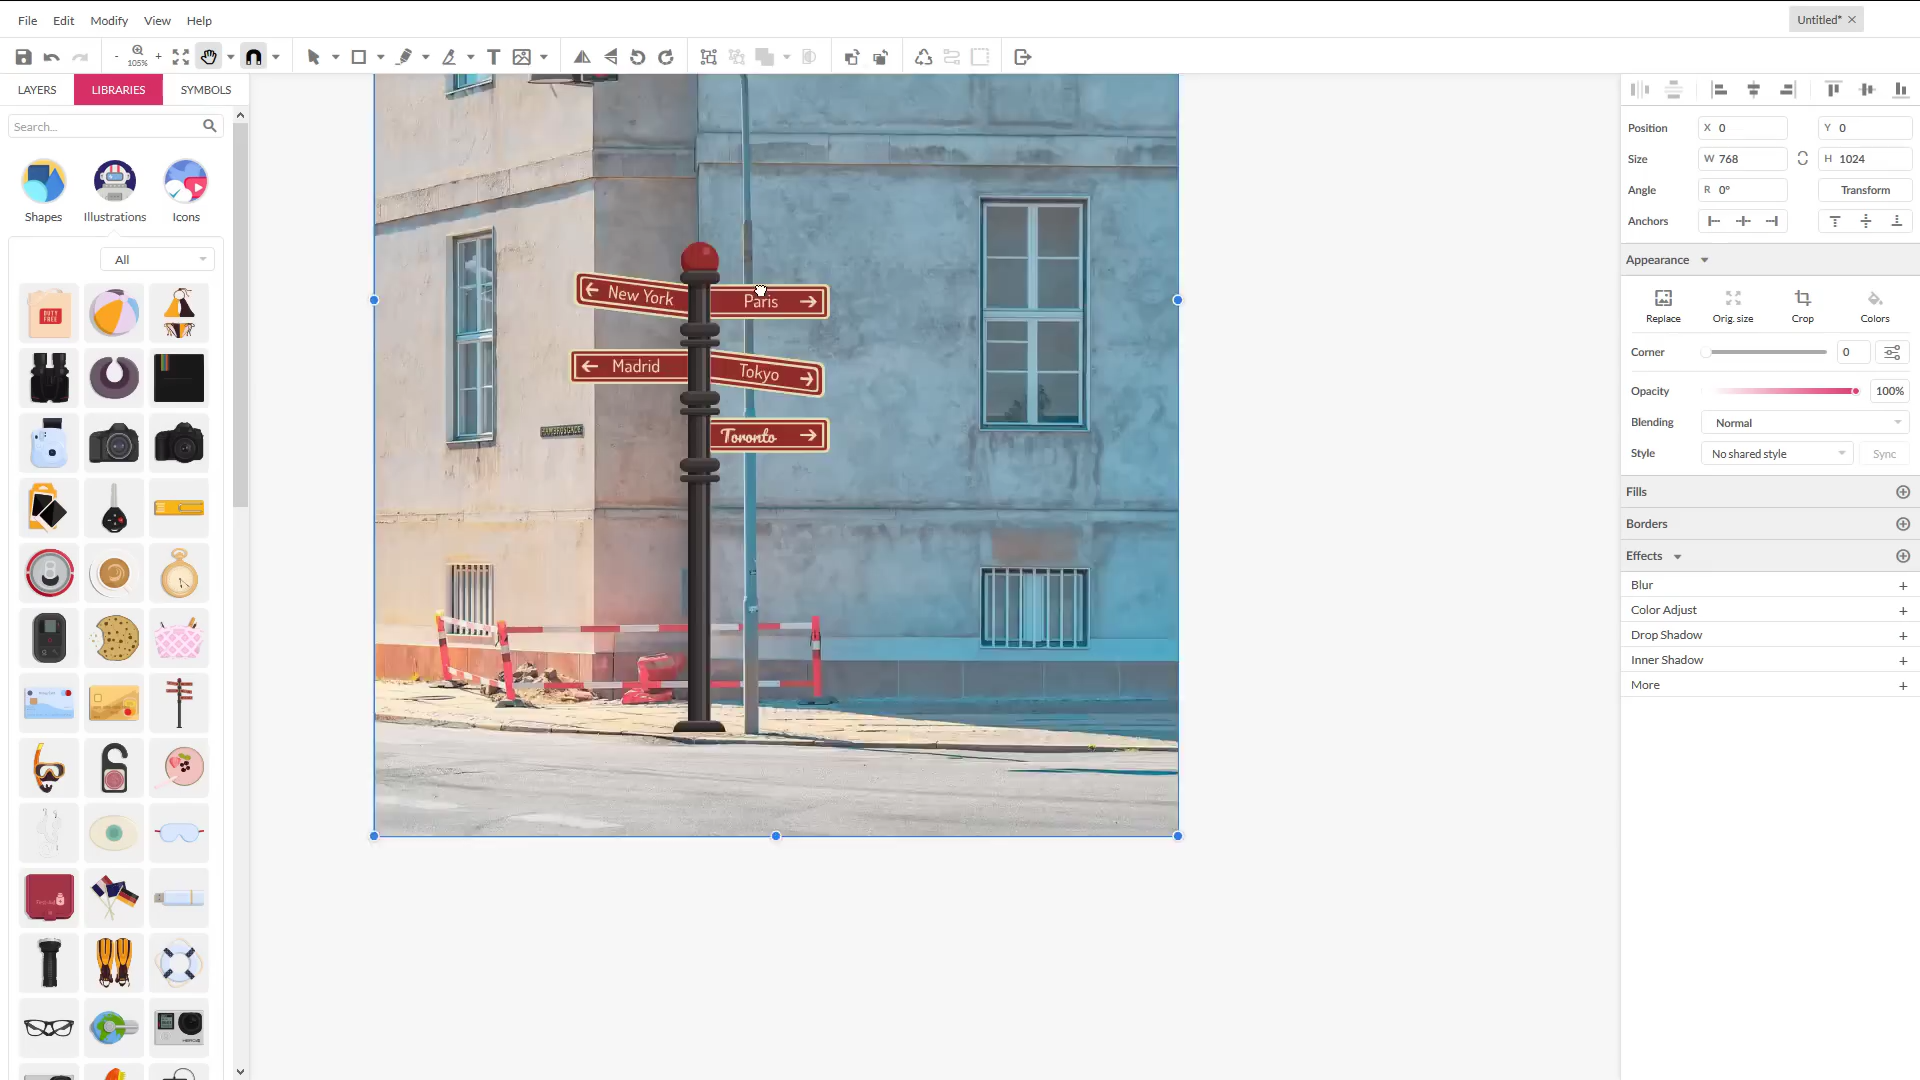 File Edit Modify View Help
Untitled*
- 105% +
LAYERS LIBRARIES SYMBOLS
Search...
Shapes Illustrations Icons
All
DUTY FREE
New York
Paris
Madrid
Tokyo
Toronto
Position X 0 Y 0
Size W 768 H 1024
Angle R 0° Transform
Anchors
Appearance
Replace Orig. size Crop Colors
Corner 0
Opacity 100%
Blending Normal
Style No shared style Sync
Fills
Borders
Effects
Blur +
Color Adjust +
Drop Shadow +
Inner Shadow +
More +